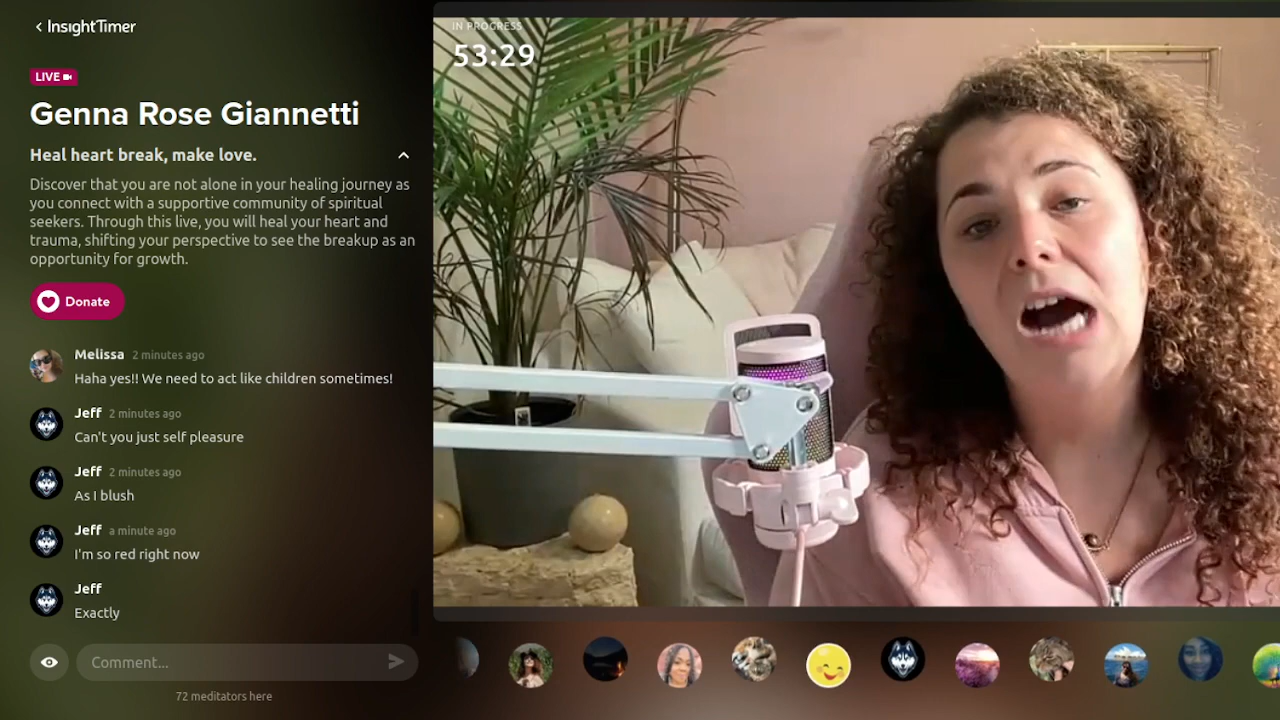 InsightTimer
LIVE
Genna Rose Giannetti
Heal heart break, make love.
Discover that you are not alone in your healing journey as
you connect with a supportive community of spiritual
seekers. Through this live, you will heal your heart and
trauma, shifting your perspective to see the breakup as an
opportunity for growth.
Donate
Melissa 2 minutes ago
Haha yes!! We need to act like children sometimes!
Jeff 2 minutes ago
Can't you just self pleasure
Jeff 2 minutes ago
As I blush
Jeff a minute ago
I'm so red right now
Jeff
Exactly
Comment...
72 meditators here
IN PROGRESS
53:29